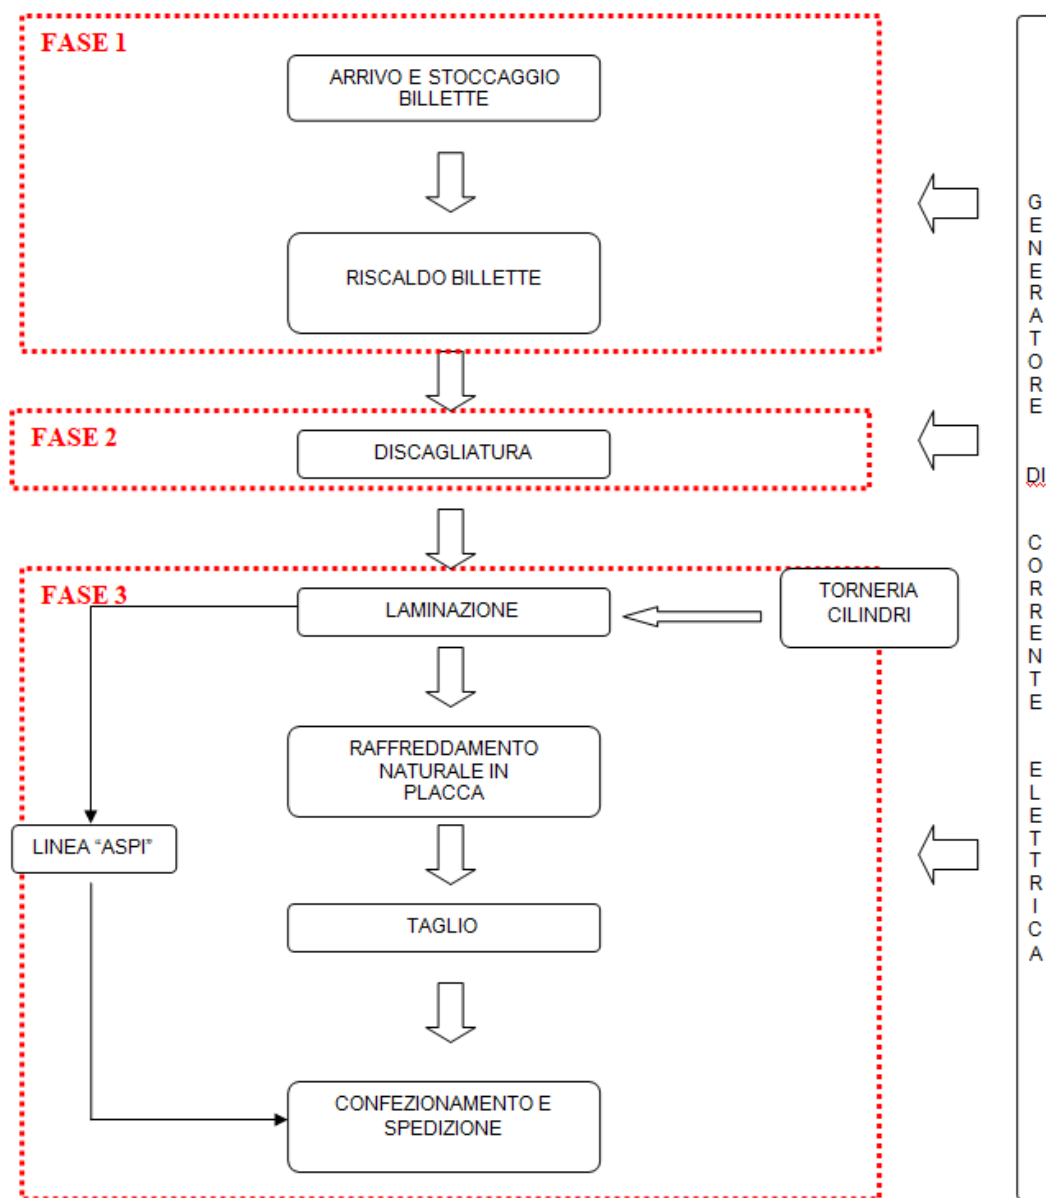 FASE 1
ARRIVO E STOCCAGGIO
BILLETTE
RISCALDO BILLETTE
FASE 2
DISCAGLIATURA
FASE 3
LAMINAZIONE
TORNERIA
CILINDRI
RAFFREDDAMENTO
NATURALE IN
PLACCA
LINEA “ASPI”
TAGLIO
CONFEZIONAMENTO E
SPEDIZIONE
GENERATORE
DI
CORRENTE
ELETTRICA